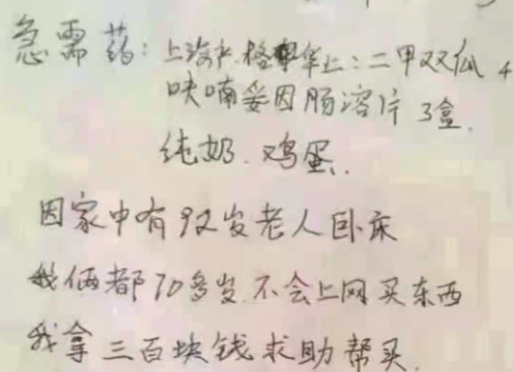 急需药：上海 格华止：二甲双瓜 4
呋喃妥因肠溶片 3盒.
纯奶.鸡蛋.
因家中有92岁老人卧床
我俩都70多岁.不会上网买东西
我拿三百块钱求助帮买.